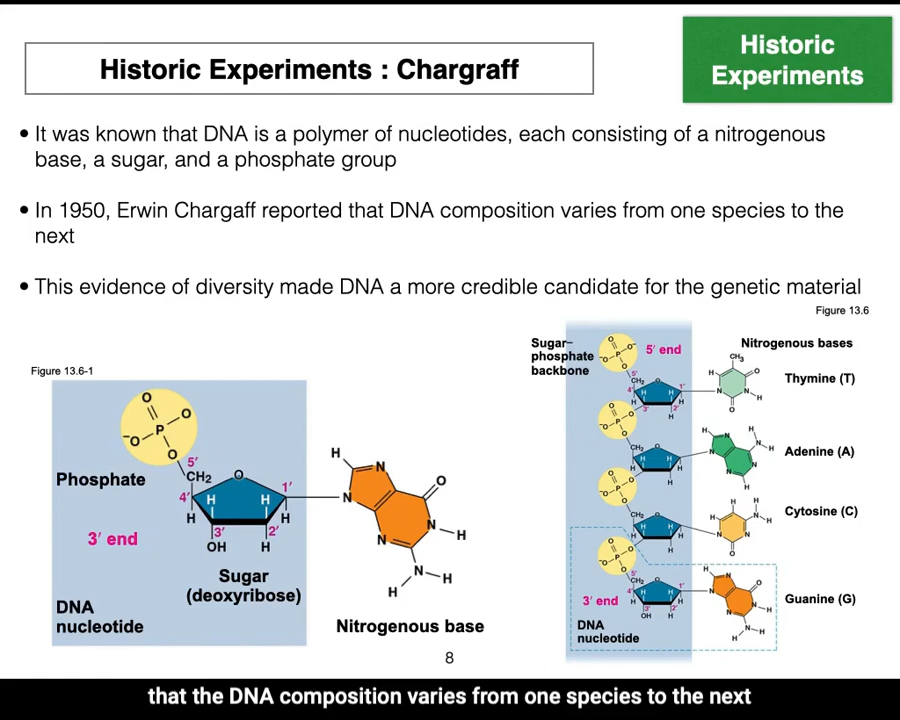 Historic Experiments : Chargraff
Historic
Experiments
• It was known that DNA is a polymer of nucleotides, each consisting of a nitrogenous
base, a sugar, and a phosphate group
• In 1950, Erwin Chargaff reported that DNA composition varies from one species to the
next
• This evidence of diversity made DNA a more credible candidate for the genetic material
Figure 13.6-1
Phosphate
O
O
P
⁻O
O
5′
CH2
O
4′
1′
H
H
H
H
3′
2′
OH
H
3′ end
Sugar
(deoxyribose)
DNA
nucleotide
H
N
N
O
N
H
N
N
H
H
Nitrogenous base
Figure 13.6
Sugar–
phosphate
backbone
5′ end
Nitrogenous bases
Thymine (T)
Adenine (A)
Cytosine (C)
Guanine (G)
3′ end
DNA
nucleotide
8
that the DNA composition varies from one species to the next